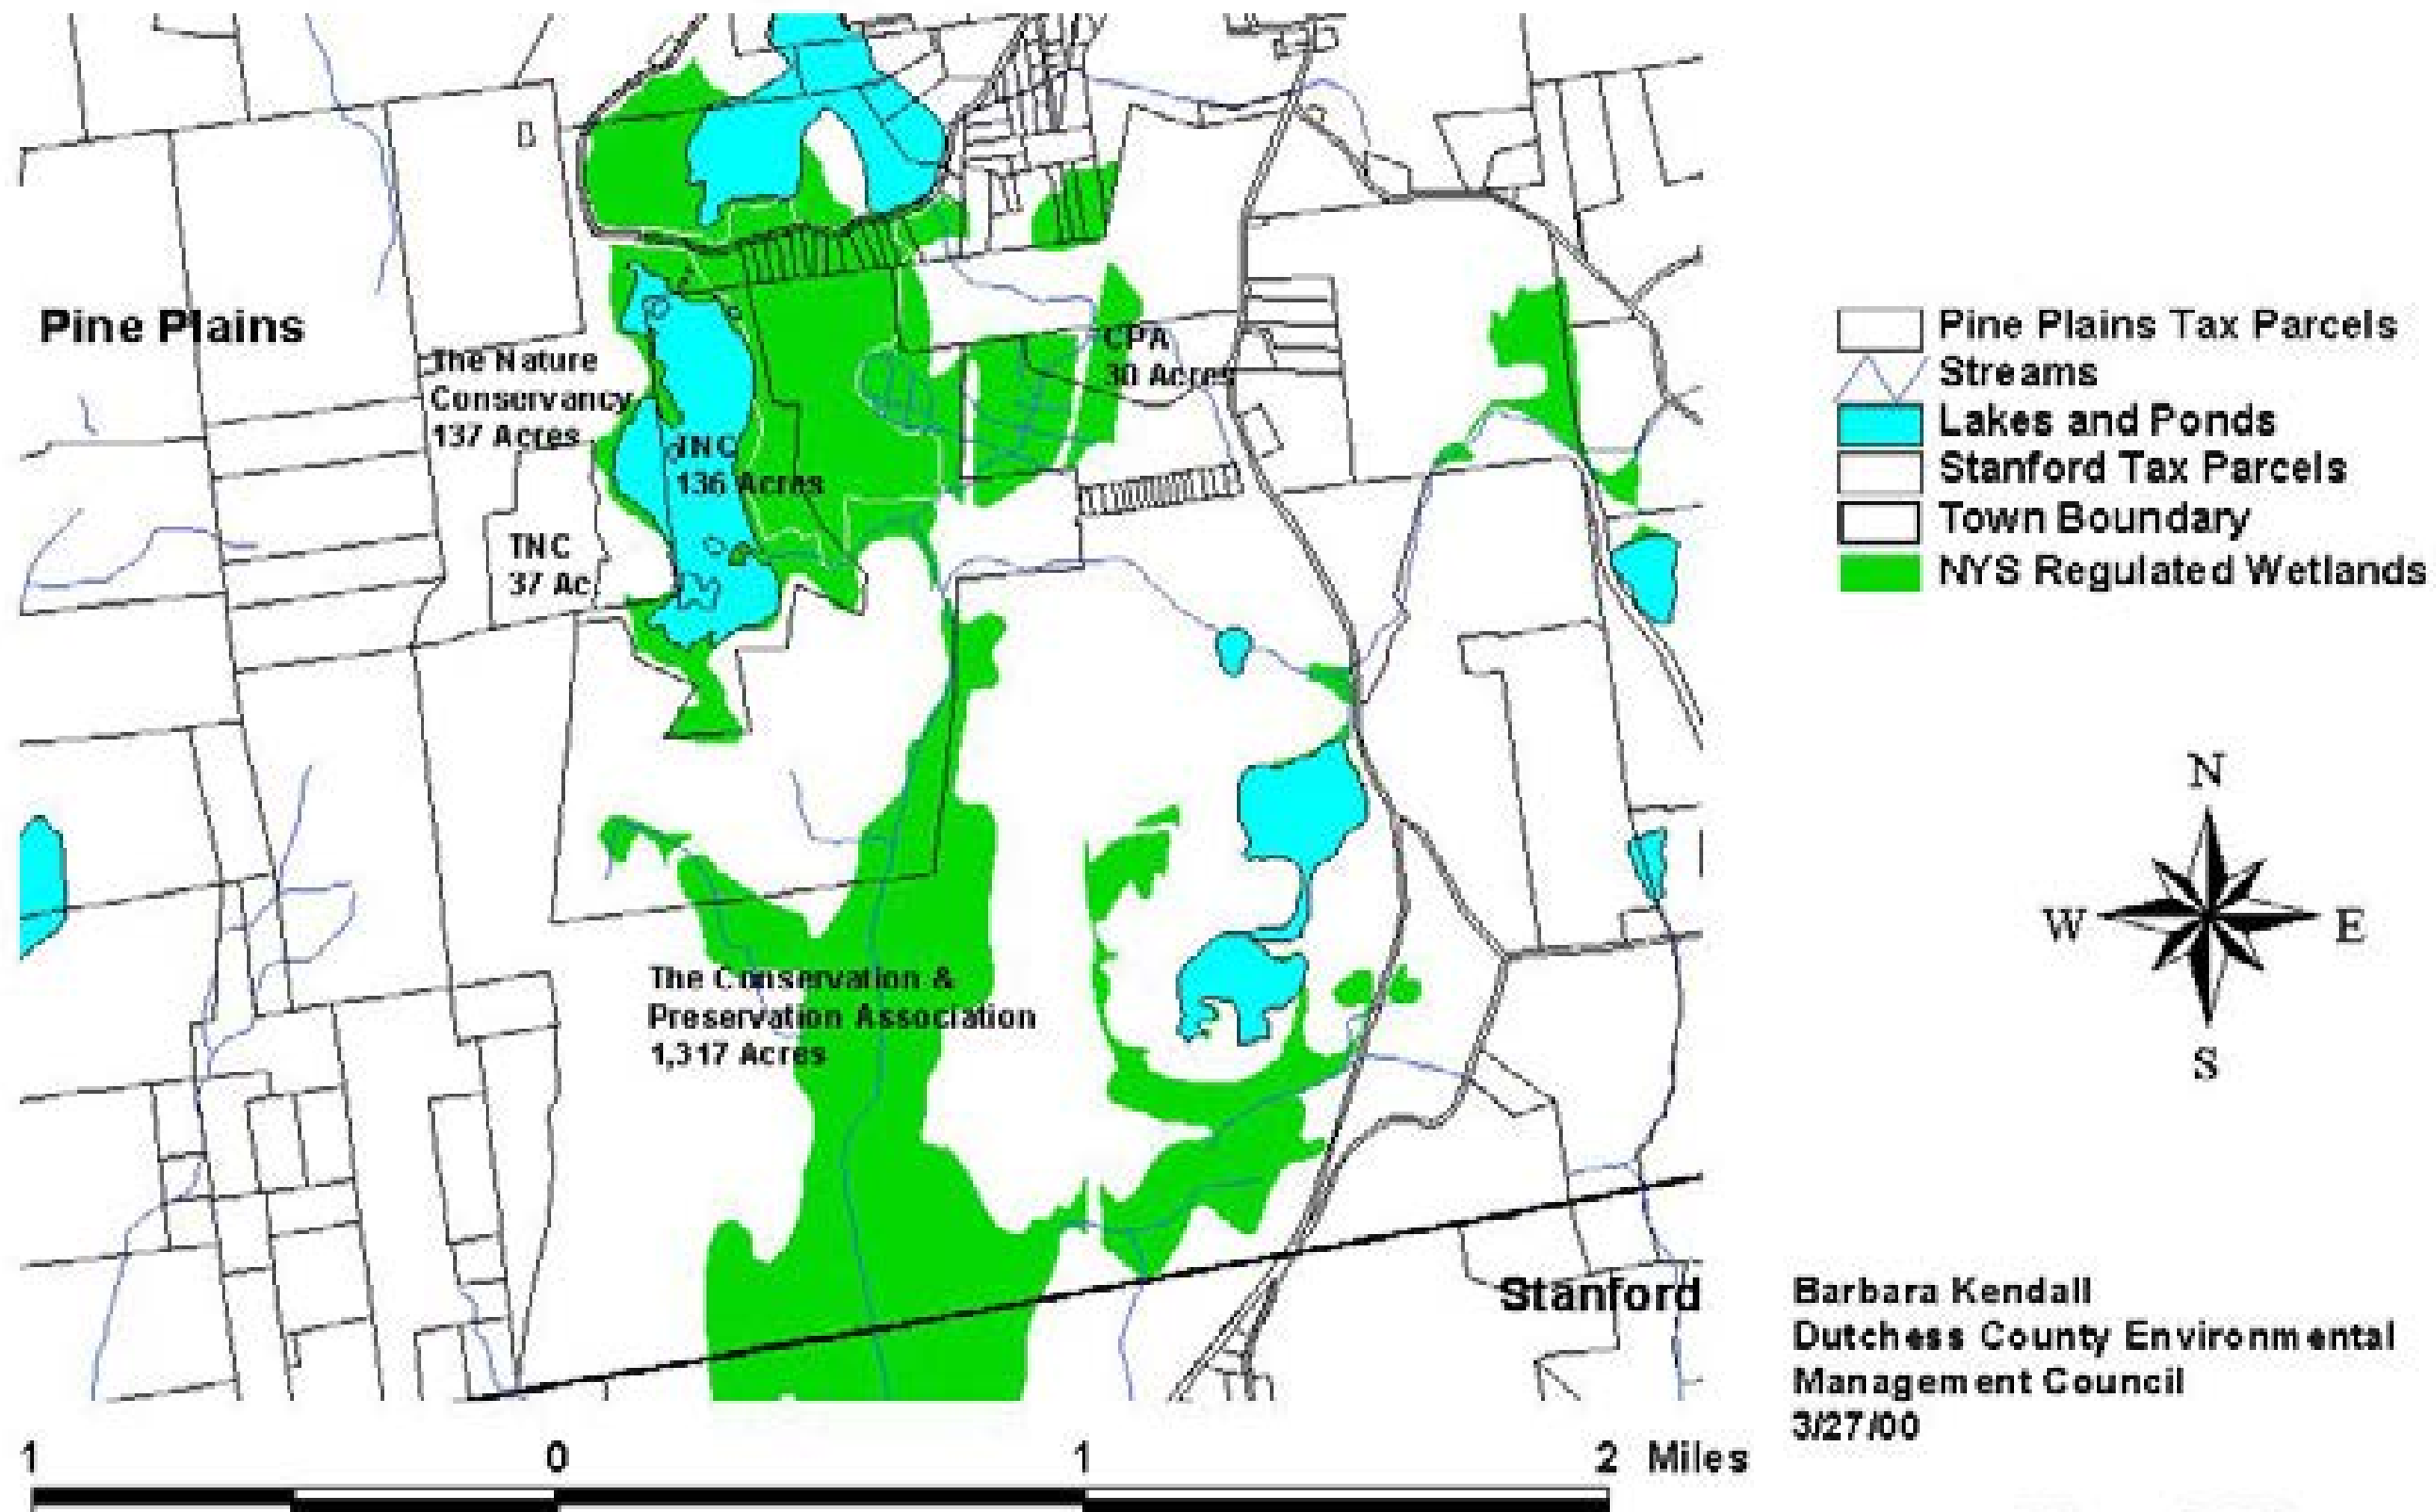 Pine Plains
The Nature
Conservancy
137 Acres
TNC
136 Acres
TNC
37 Ac
CPA
30 Acres
The Conservation &
Preservation Association
1,317 Acres
Stanford
Pine Plains Tax Parcels
Streams
Lakes and Ponds
Stanford Tax Parcels
Town Boundary
NYS Regulated Wetlands
N
W
E
S
Barbara Kendall
Dutchess County Environmental
Management Council
3/27/00
1 0 1 2 Miles